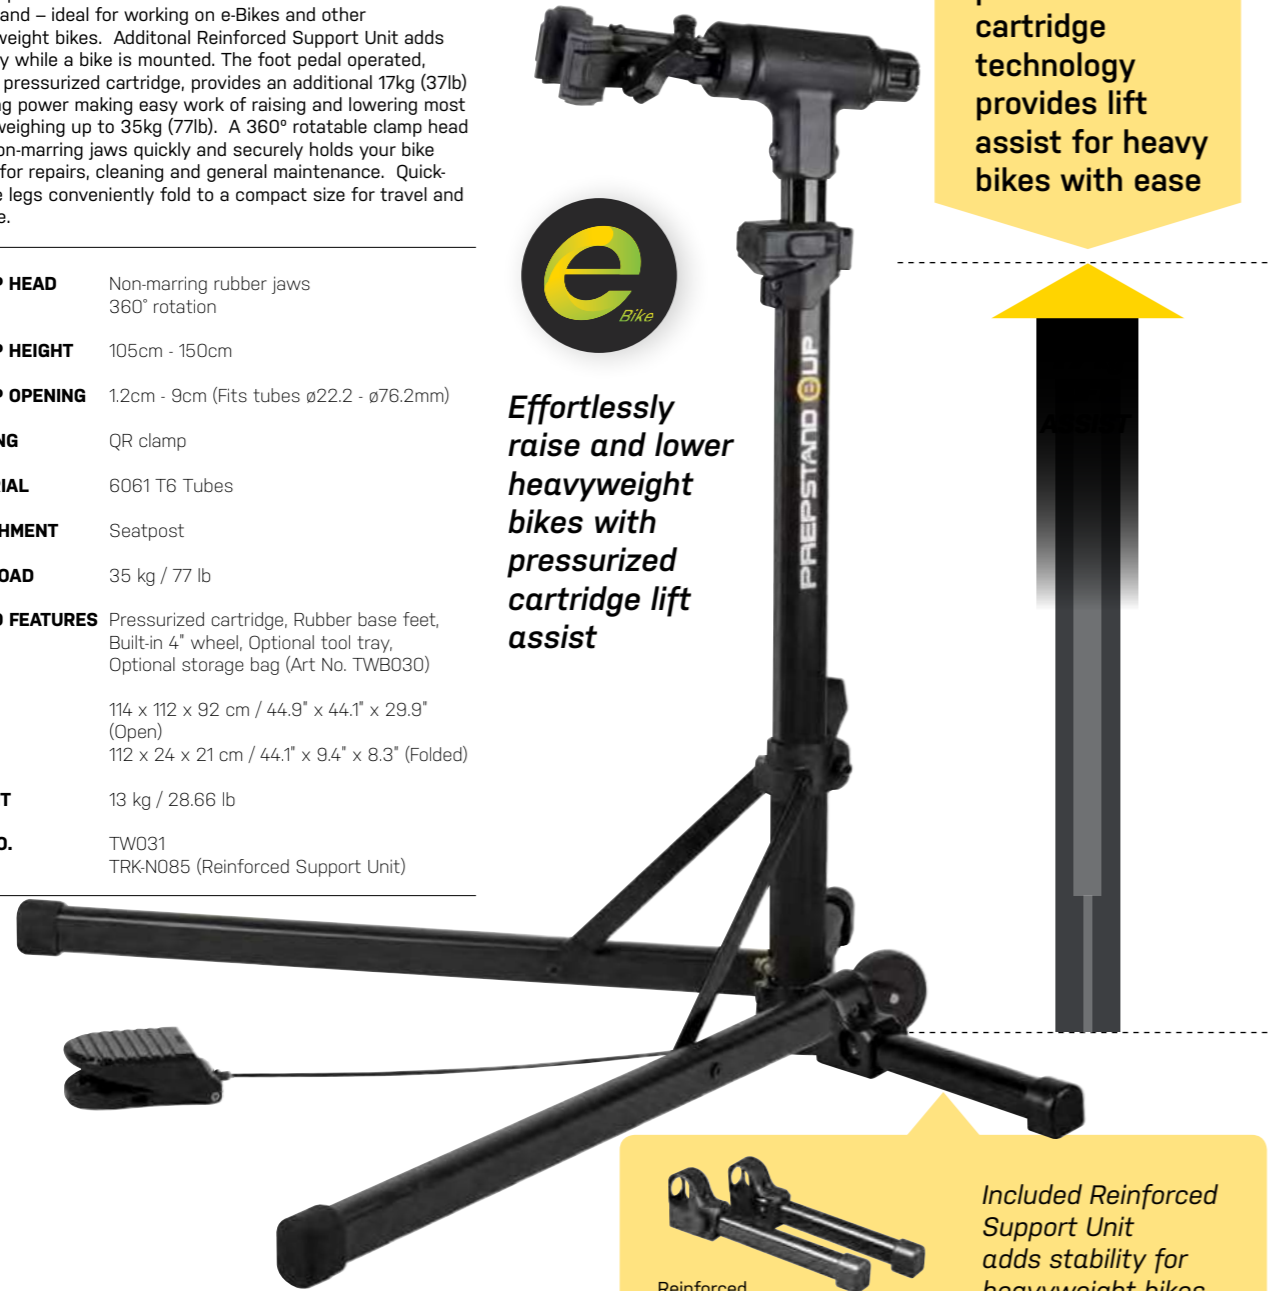 and – ideal for working on e-Bikes and other
weight bikes. Additonal Reinforced Support Unit adds
y while a bike is mounted. The foot pedal operated,
pressurized cartridge, provides an additional 17kg (37lb)
ng power making easy work of raising and lowering most
weighing up to 35kg (77lb). A 360º rotatable clamp head
on-marring jaws quickly and securely holds your bike
for repairs, cleaning and general maintenance. Quick-
e legs conveniently fold to a compact size for travel and
e.
P HEAD Non-marring rubber jaws
360° rotation
P HEIGHT 105cm - 150cm
P OPENING 1.2cm - 9cm (Fits tubes ø22.2 - ø76.2mm)
NG QR clamp
RIAL 6061 T6 Tubes
HMENT Seatpost
OAD 35 kg / 77 lb
D FEATURES Pressurized cartridge, Rubber base feet,
Built-in 4" wheel, Optional tool tray,
Optional storage bag (Art No. TWB030)
114 x 112 x 92 cm / 44.9" x 44.1" x 29.9"
(Open)
112 x 24 x 21 cm / 44.1" x 9.4" x 8.3" (Folded)
T 13 kg / 28.66 lb
O. TW031
TRK-N085 (Reinforced Support Unit)
e
Bike
Effortlessly
raise and lower
heavyweight
bikes with
pressurized
cartridge lift
assist
PREPSTAND eUP
cartridge
technology
provides lift
assist for heavy
bikes with ease
ASSIST
Reinforced
Included Reinforced
Support Unit
adds stability for
heavyweight bikes